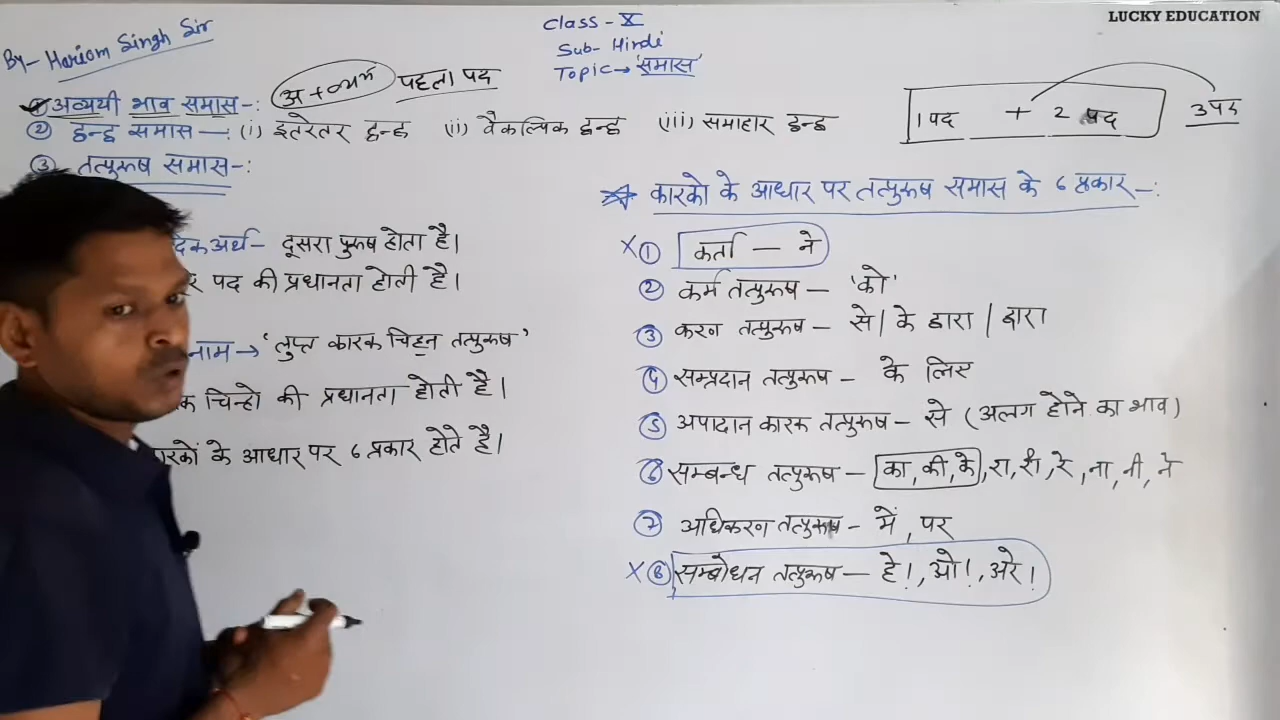 LUCKY EDUCATION
By- Hariom Singh Sir
Class - X
Sub- Hindi
Topic → 'समास'
① अव्ययी भाव समास -: अ + व्यय पहला पद
② द्वन्द्व समास -: (i) इतरेतर द्वन्द्व (ii) वैकल्पिक द्वन्द्व (iii) समाहार द्वन्द्व
1 पद + 2 पद 3 पद
③ तत्पुरूष समास -:
अर्थ - दूसरा पुरूष होता है।
पद की प्रधानता होती है।
नाम → 'लुप्त कारक चिहन तत्पुरूष'
चिन्हो की प्रधानता होती है।
कारकों के आधार पर 6 प्रकार होते है।
कारको के आधार पर तत्पुरूष समास के 6 प्रकार -:
X ① कर्ता — ने
② कर्म तत्पुरूष - 'को'
③ करण तत्पुरूष - से / के द्वारा / द्वारा
④ सम्प्रदान तत्पुरूष - के लिए
⑤ अपादान कारक तत्पुरूष - से (अलग होने का भाव)
⑥ सम्बन्ध तत्पुरूष - का, की, के, रा, री, रे, ना, नी, ने
⑦ अधिकरण तत्पुरूष - में, पर
X ⑧ सम्बोधन तत्पुरूष - हे!, ओ!, अरे!